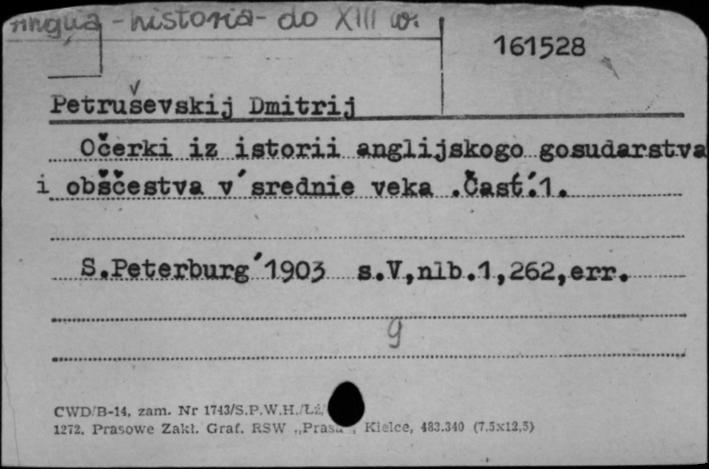 - historia - do XIII w.
161528
Petruševskij Dmitrij
Očerki iz istorii anglijskogo gosudarstva
i obščestva v´srednie veka .Čast´.1.
S.Peterburg´1903 s.V,nlb.1,262,err.
9
CWD/B-14, zam. Nr 1743/S.P.W.H./Łź/
1272. Prasowe Zakł. Graf. RSW „Prasa", Kielce, 483.340 (7,5x12,5)